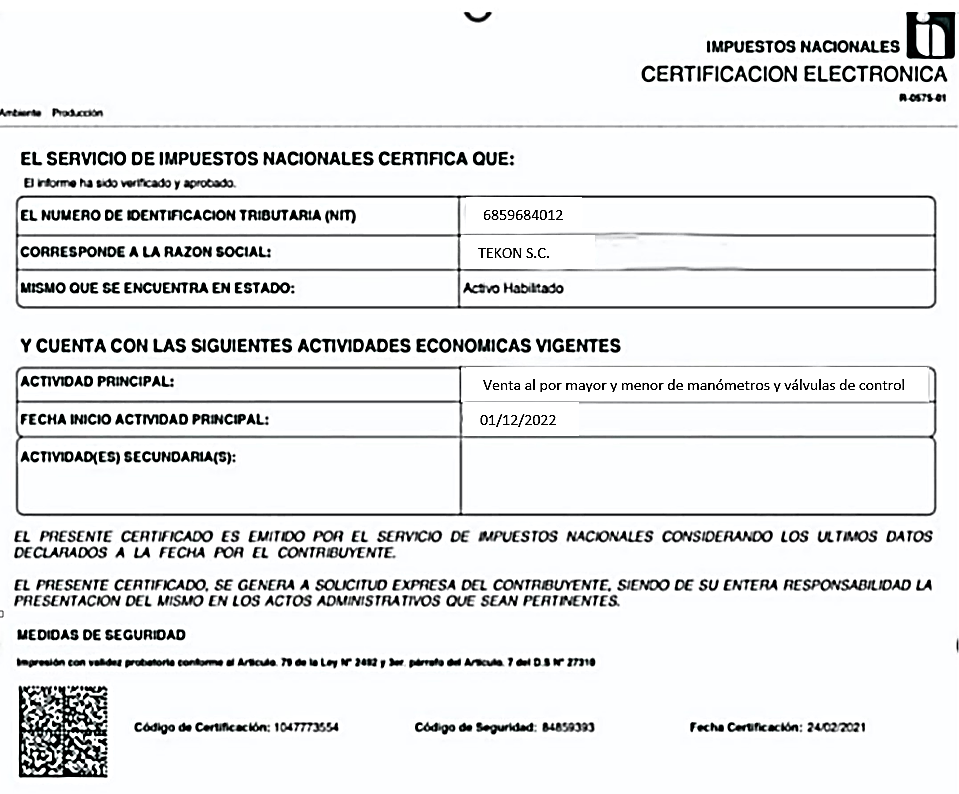 IMPUESTOS NACIONALES
CERTIFICACION ELECTRONICA
R-0575-01
Ambiente Producción
EL SERVICIO DE IMPUESTOS NACIONALES CERTIFICA QUE:
El informe ha sido verificado y aprobado.
EL NUMERO DE IDENTIFICACION TRIBUTARIA (NIT) 6859684012
CORRESPONDE A LA RAZON SOCIAL: TEKON S.C.
MISMO QUE SE ENCUENTRA EN ESTADO: Activo Habilitado
Y CUENTA CON LAS SIGUIENTES ACTIVIDADES ECONOMICAS VIGENTES
ACTIVIDAD PRINCIPAL: Venta al por mayor y menor de manómetros y válvulas de control
FECHA INICIO ACTIVIDAD PRINCIPAL: 01/12/2022
ACTIVIDAD(ES) SECUNDARIA(S):
EL PRESENTE CERTIFICADO ES EMITIDO POR EL SERVICIO DE IMPUESTOS NACIONALES CONSIDERANDO LOS ULTIMOS DATOS
DECLARADOS A LA FECHA POR EL CONTRIBUYENTE.
EL PRESENTE CERTIFICADO, SE GENERA A SOLICITUD EXPRESA DEL CONTRIBUYENTE, SIENDO DE SU ENTERA RESPONSABILIDAD LA
PRESENTACION DEL MISMO EN LOS ACTOS ADMINISTRATIVOS QUE SEAN PERTINENTES.
MEDIDAS DE SEGURIDAD
Impresión con validez probatoria conforme al Articulo. 79 de la Ley N° 2492 y 3er. párrafo del Articulo. 7 del D.S N° 27310
Código de Certificación: 1047773554 Código de Seguridad: 84859393 Fecha Certificación: 24/02/2021